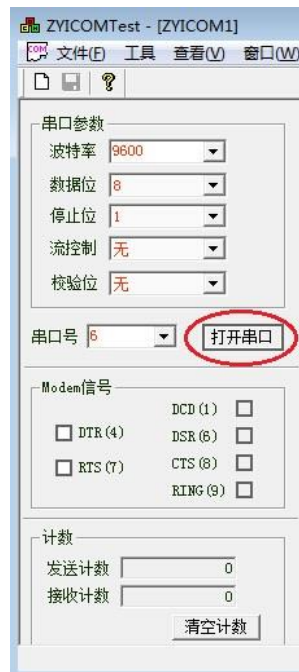 ZYICOMTest - [ZYICOM1]
文件(F) 工具 查看(V) 窗口(W)
串口参数
波特率 9600
数据位 8
停止位 1
流控制 无
校验位 无
串口号 6 打开串口
Modem信号
DCD(1)
DTR(4) DSR(6)
RTS(7) CTS(8)
RING(9)
计数
发送计数 0
接收计数 0
清空计数